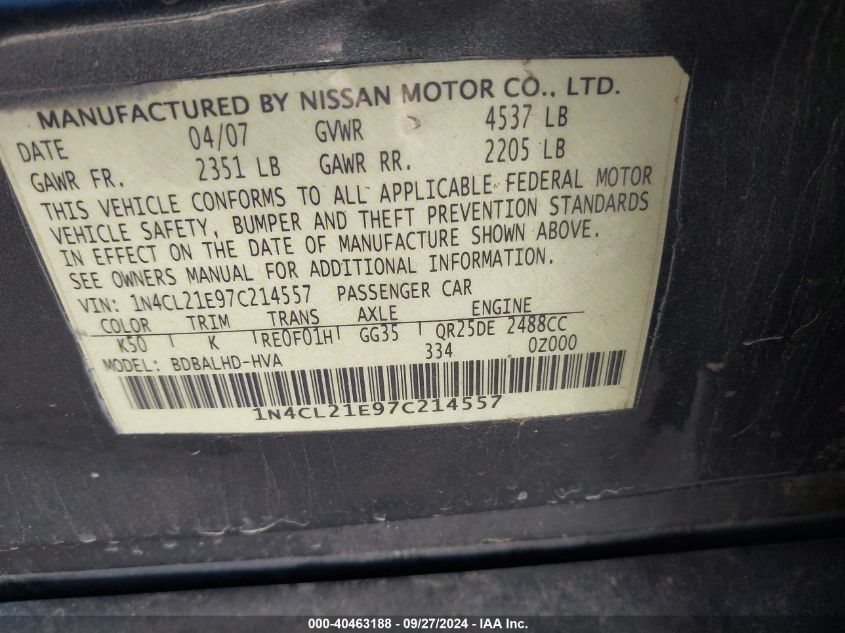 MANUFACTURED BY NISSAN MOTOR CO., LTD.
DATE 04/07 GVWR 4537 LB
GAWR FR. 2351 LB GAWR RR. 2205 LB
THIS VEHICLE CONFORMS TO ALL APPLICABLE FEDERAL MOTOR
VEHICLE SAFETY, BUMPER AND THEFT PREVENTION STANDARDS
IN EFFECT ON THE DATE OF MANUFACTURE SHOWN ABOVE.
SEE OWNERS MANUAL FOR ADDITIONAL INFORMATION.
VIN: 1N4CL21E97C214557 PASSENGER CAR
COLOR TRIM TRANS AXLE ENGINE
K50 K RE0F01H GG35 QR25DE 2488CC
MODEL: BDBALHD-HVA 334 0Z000
1N4CL21E97C214557
000-40463188 - 09/27/2024 - IAA Inc.